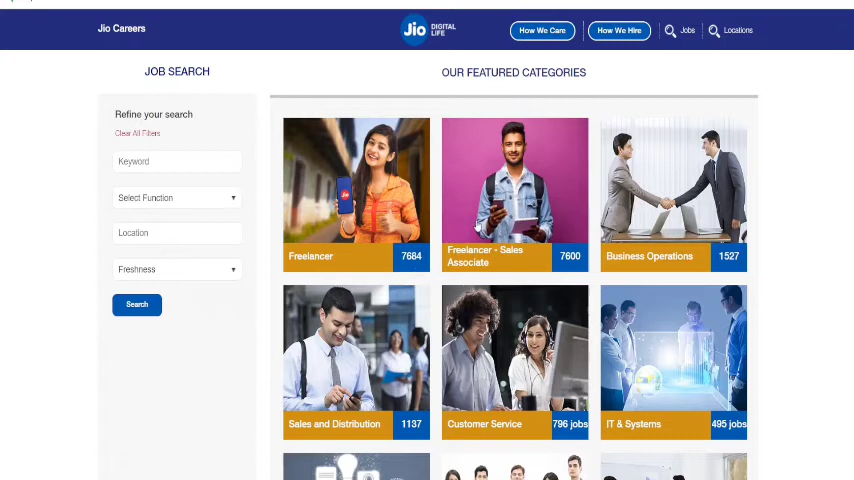 Jio Careers
Jio DIGITAL
LIFE
How We Care
How We Hire
Jobs
Locations
JOB SEARCH
OUR FEATURED CATEGORIES
Refine your search
Clear All Filters
Keyword
Select Function
Location
Freshness
Search
Freelancer 7684
Freelancer - Sales
Associate 7600
Business Operations 1527
Sales and Distribution 1137
Customer Service 796 jobs
IT & Systems 495 jobs